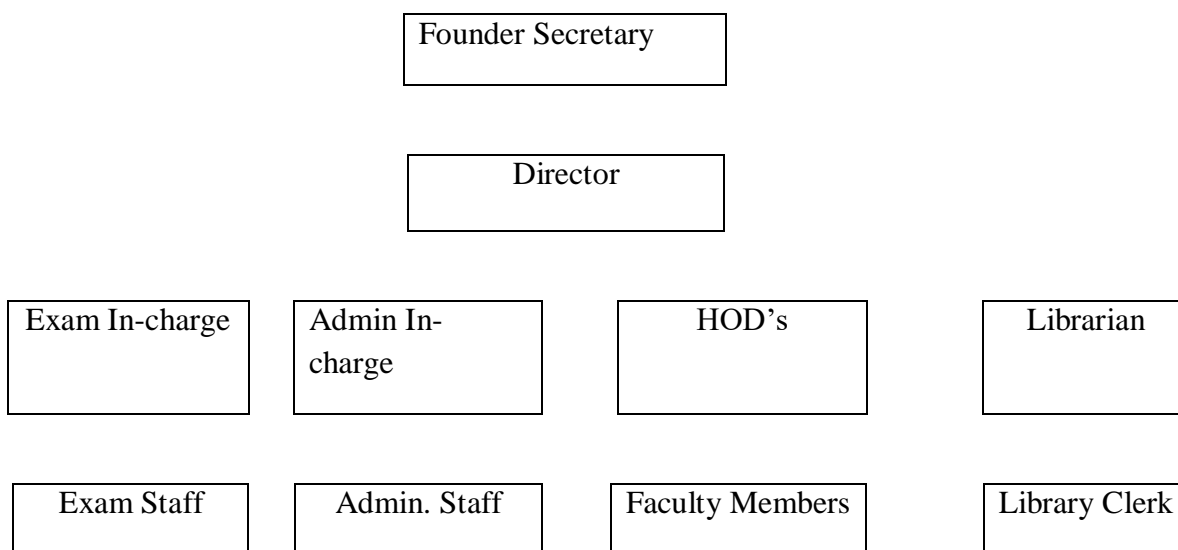 Founder Secretary
Director
Exam In-charge
Admin In-
charge
HOD’s
Librarian
Exam Staff
Admin. Staff
Faculty Members
Library Clerk